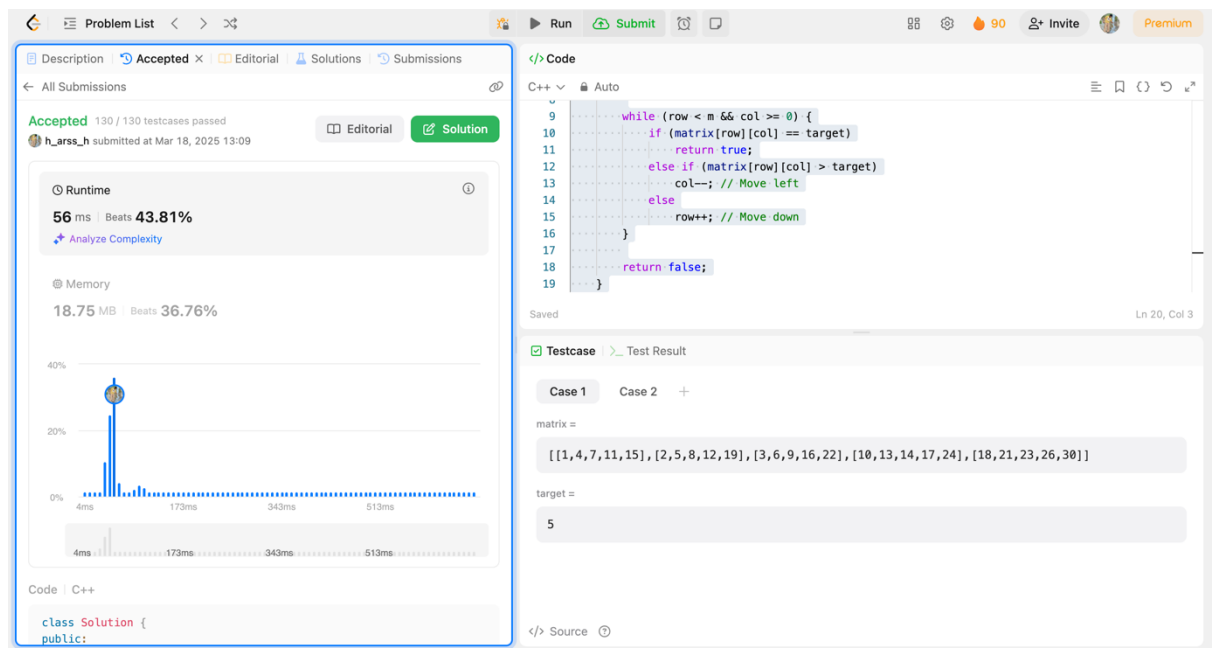 Problem List
Run
Submit
90
Invite
Premium
Description
Accepted
Editorial
Solutions
Submissions
All Submissions
Accepted 130 / 130 testcases passed
h_arss_h submitted at Mar 18, 2025 13:09
Editorial
Solution
Runtime
56 ms Beats 43.81%
Analyze Complexity
Memory
18.75 MB Beats 36.76%
40%
20%
0%
4ms 173ms 343ms 513ms
4ms 173ms 343ms 513ms
Code C++
class Solution {
public:
</> Code
C++ Auto
9 while (row < m && col >= 0) {
10 if (matrix[row][col] == target)
11 return true;
12 else if (matrix[row][col] > target)
13 col--; // Move left
14 else
15 row++; // Move down
16 }
17
18 return false;
19 }
Saved
Ln 20, Col 3
Testcase
Test Result
Case 1 Case 2 +
matrix =
[[1,4,7,11,15],[2,5,8,12,19],[3,6,9,16,22],[10,13,14,17,24],[18,21,23,26,30]]
target =
5
</> Source